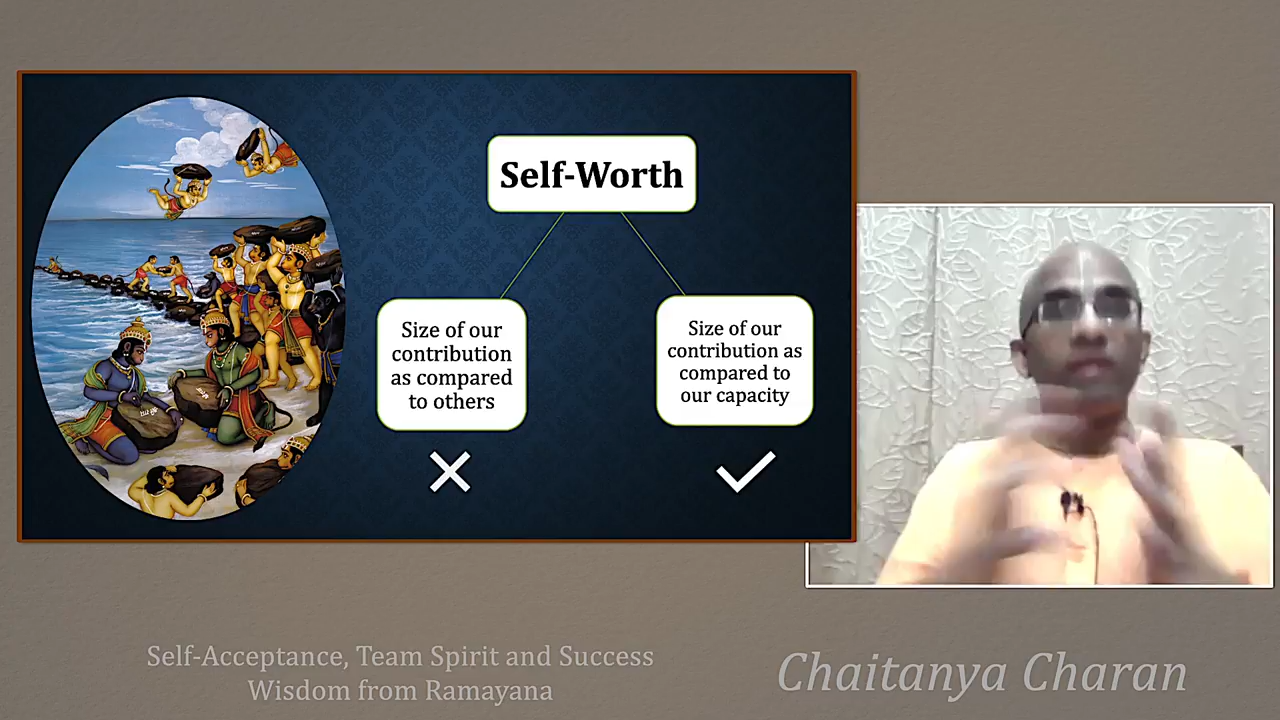 Self-Worth
Size of our
contribution
as compared
to others
Size of our
contribution as
compared to
our capacity
Self-Acceptance, Team Spirit and Success
Wisdom from Ramayana
Chaitanya Charan